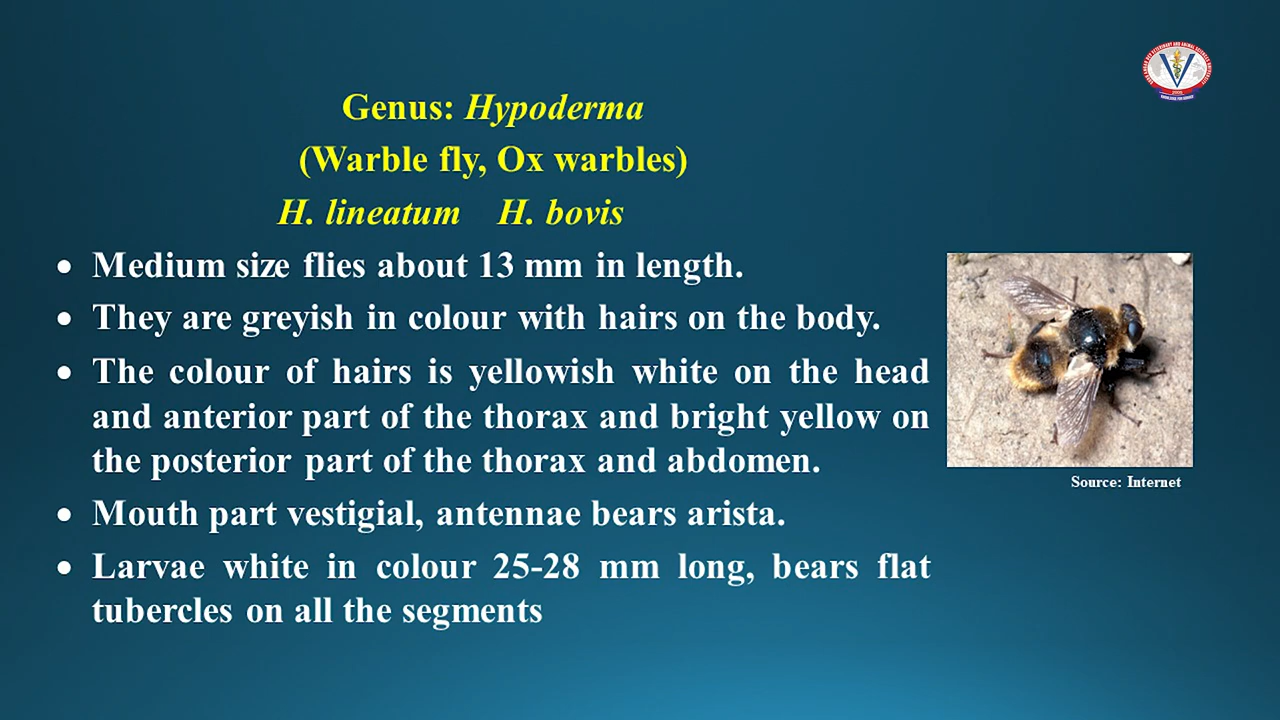 Genus: Hypoderma
(Warble fly, Ox warbles)
H. lineatum H. bovis
• Medium size flies about 13 mm in length.
• They are greyish in colour with hairs on the body.
• The colour of hairs is yellowish white on the head
and anterior part of the thorax and bright yellow on
the posterior part of the thorax and abdomen.
• Mouth part vestigial, antennae bears arista.
• Larvae white in colour 25-28 mm long, bears flat
tubercles on all the segments
Source: Internet